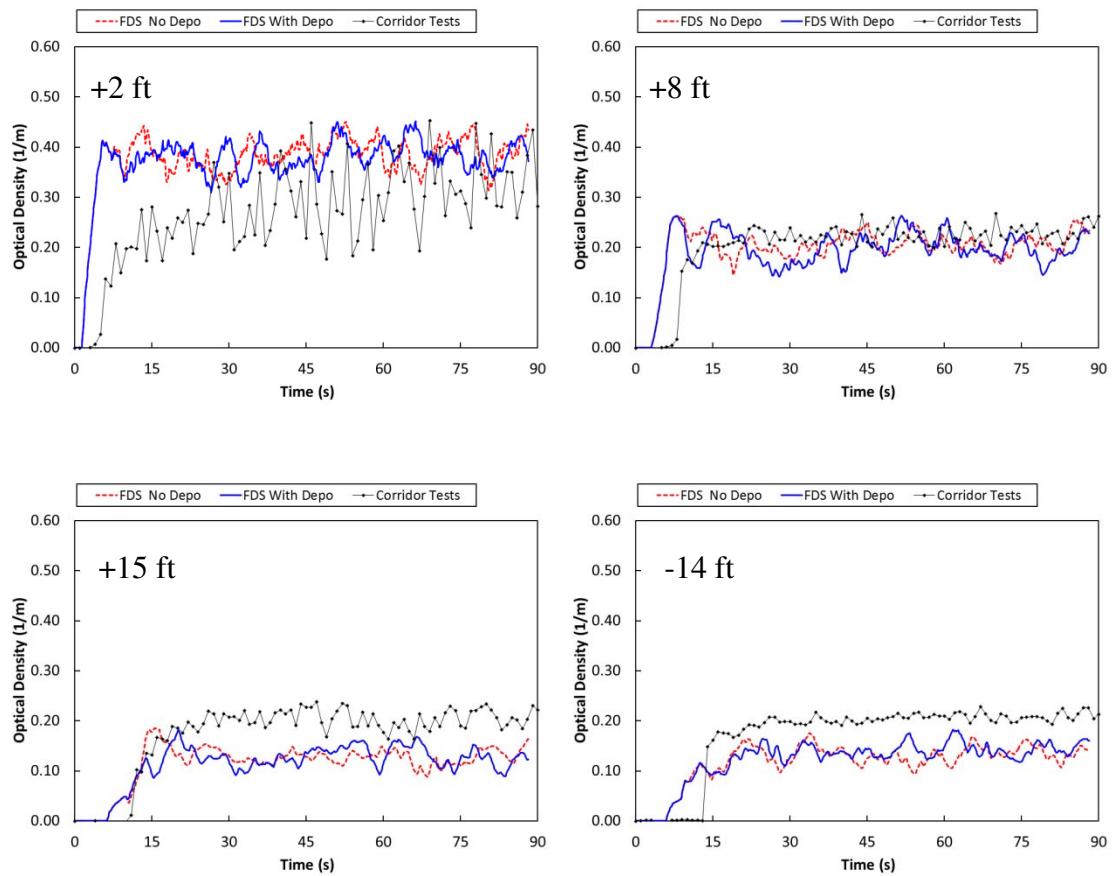 FDS No Depo FDS With Depo Corridor Tests
0.60
+2 ft
0.50
0.40
0.30
0.20
0.10
0.00
Optical Density (1/m)
0 15 30 45 60 75 90
Time (s)
FDS No Depo FDS With Depo Corridor Tests
0.60
+8 ft
0.50
0.40
0.30
0.20
0.10
0.00
Optical Density (1/m)
0 15 30 45 60 75 90
Time (s)
FDS No Depo FDS With Depo Corridor Tests
0.60
+15 ft
0.50
0.40
0.30
0.20
0.10
0.00
Optical Density (1/m)
0 15 30 45 60 75 90
Time (s)
FDS No Depo FDS With Depo Corridor Tests
0.60
-14 ft
0.50
0.40
0.30
0.20
0.10
0.00
Optical Density (1/m)
0 15 30 45 60 75 90
Time (s)